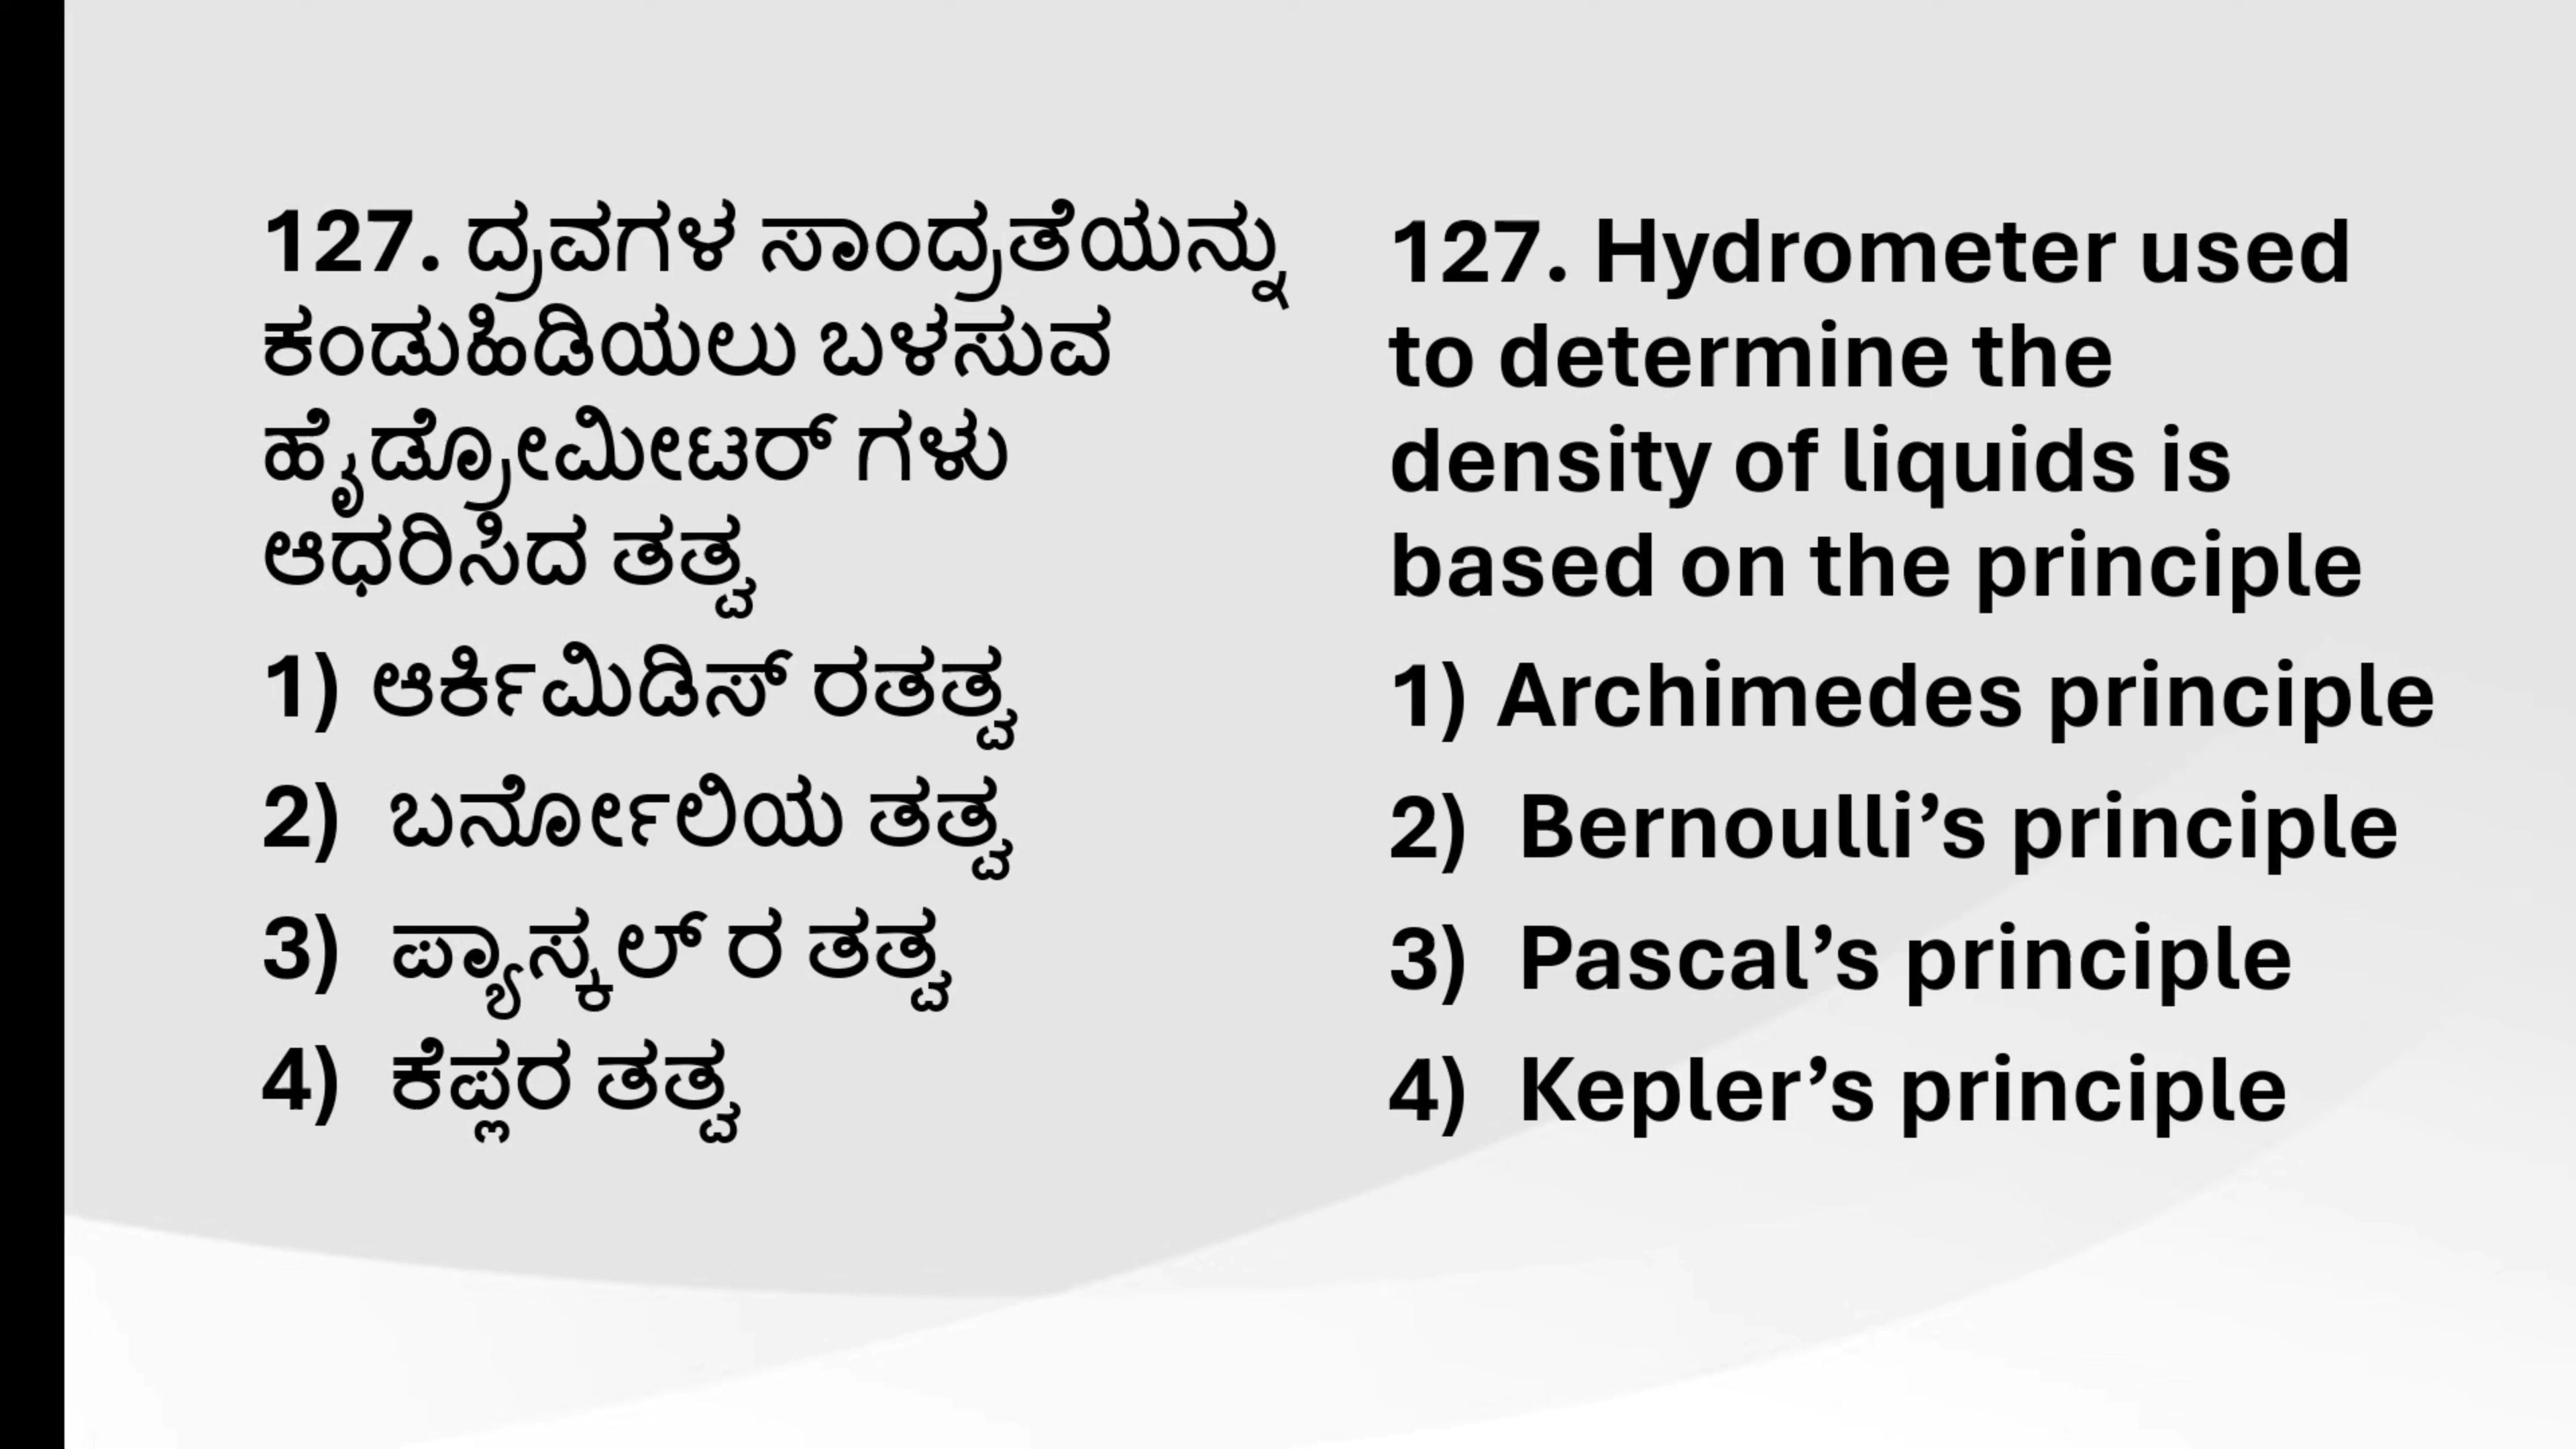 127. ದ್ರವಗಳ ಸಾಂದ್ರತೆಯನ್ನು
ಕಂಡುಹಿಡಿಯಲು ಬಳಸುವ
ಹೈಡ್ರೋಮೀಟರ್ ಗಳು
ಆಧರಿಸಿದ ತತ್ವ
1) ಆರ್ಕಿಮಿಡಿಸ್ ರತತ್ವ
2) ಬರ್ನೋಲಿಯ ತತ್ವ
3) ಪ್ಯಾಸ್ಕಲ್ ರ ತತ್ವ
4) ಕೆಪ್ಲರ ತತ್ವ
127. Hydrometer used
to determine the
density of liquids is
based on the principle
1) Archimedes principle
2) Bernoulli’s principle
3) Pascal’s principle
4) Kepler’s principle